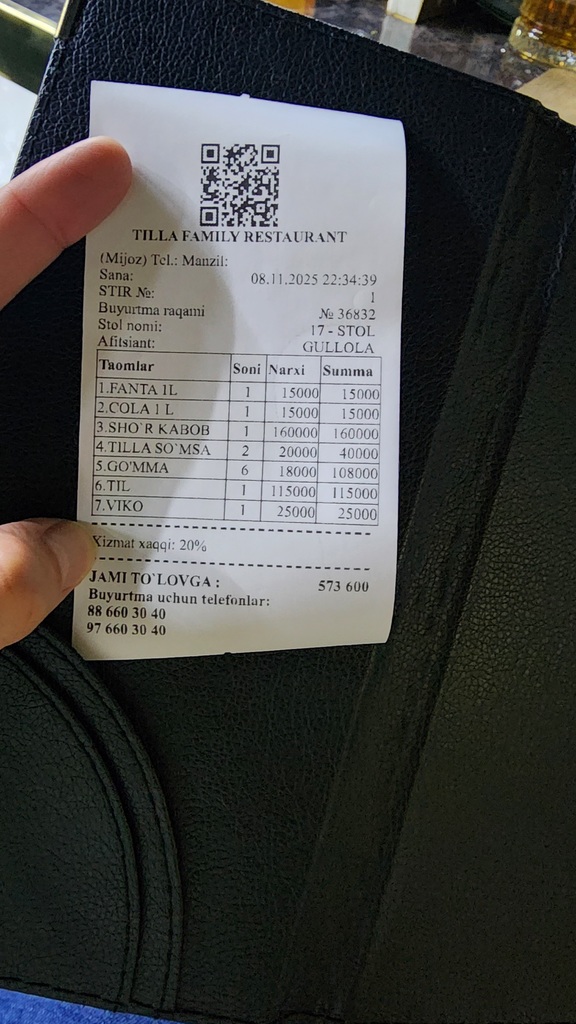 TILLA FAMILY RESTAURANT
(Mijoz) Tel.: Manzil:
Sana: 08.11.2025 22:34:39
STIR №: 1
Buyurtma raqami № 36832
Stol nomi: 17 - STOL
Afitsiant: GULLOLA
Taomlar Soni Narxi Summa
1.FANTA 1L 1 15000 15000
2.COLA 1 L 1 15000 15000
3.SHO`R KABOB 1 160000 160000
4.TILLA SO`MSA 2 20000 40000
5.GO'MMA 6 18000 108000
6.TIL 1 115000 115000
7.VIKO 1 25000 25000
Xizmat xaqqi: 20%
JAMI TO`LOVGA : 573 600
Buyurtma uchun telefonlar:
88 660 30 40
97 660 30 40